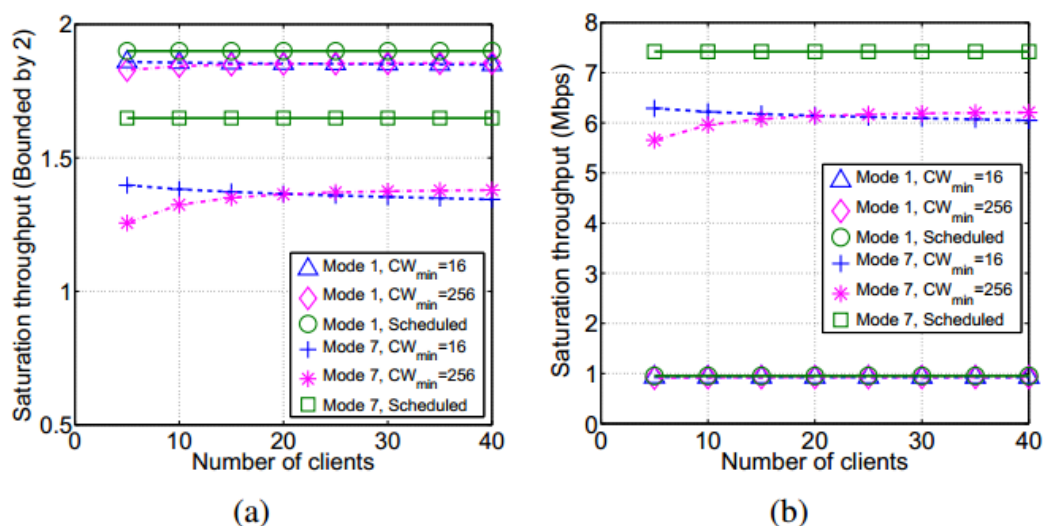 Saturation throughput (Bounded by 2)
2
1.5
1
0.5
0
10
20
30
40
Number of clients
Mode 1, CWmin=16
Mode 1, CWmin=256
Mode 1, Scheduled
Mode 7, CWmin=16
Mode 7, CWmin=256
Mode 7, Scheduled
(a)
Saturation throughput (Mbps)
8
7
6
5
4
3
2
1
0
0
10
20
30
40
Number of clients
Mode 1, CWmin=16
Mode 1, CWmin=256
Mode 1, Scheduled
Mode 7, CWmin=16
Mode 7, CWmin=256
Mode 7, Scheduled
(b)